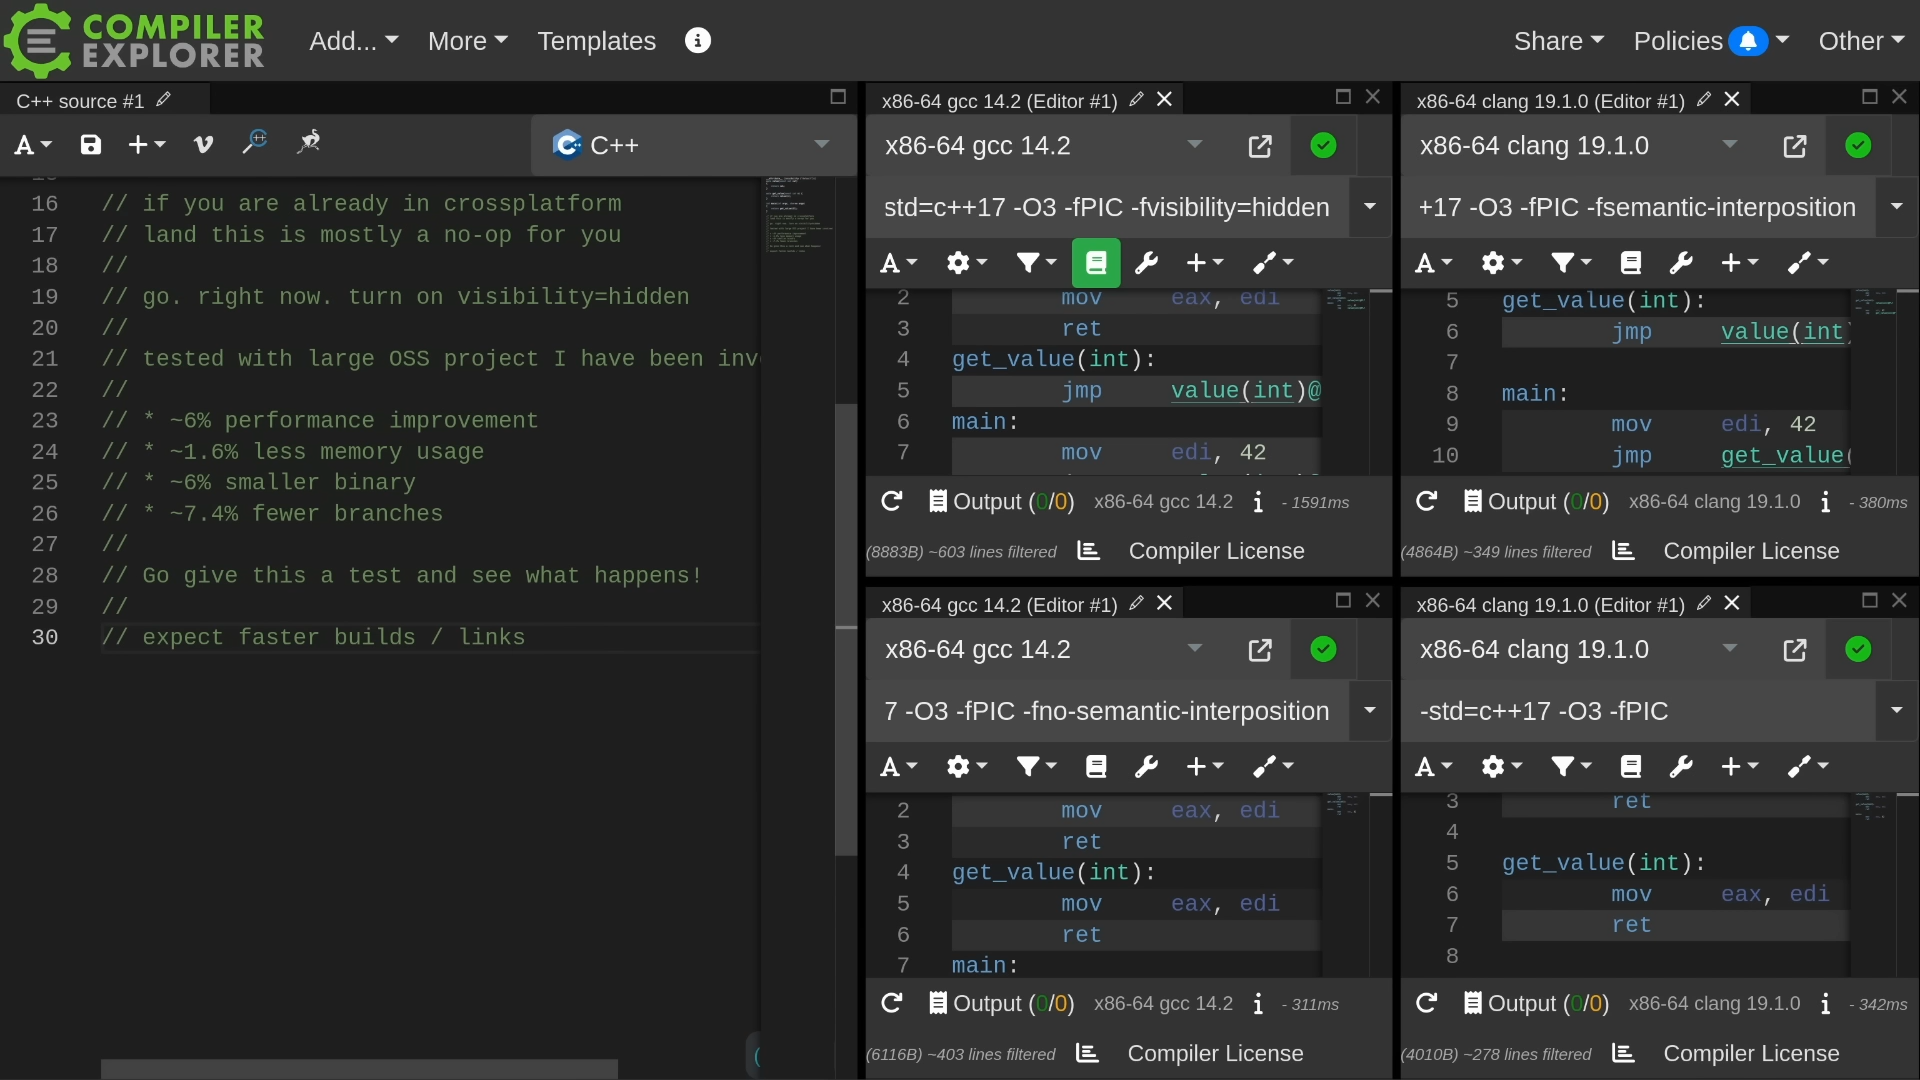 COMPILER
EXPLORER
Add...
More
Templates
Share
Policies
Other
C++ source #1
C++
16 // if you are already in crossplatform
17 // land this is mostly a no-op for you
18 //
19 // go. right now. turn on visibility=hidden
20 //
21 // tested with large OSS project I have been inv
22 //
23 // * ~6% performance improvement
24 // * ~1.6% less memory usage
25 // * ~6% smaller binary
26 // * ~7.4% fewer branches
27 //
28 // Go give this a test and see what happens!
29 //
30 // expect faster builds / links
x86-64 gcc 14.2 (Editor #1)
x86-64 gcc 14.2
std=c++17 -O3 -fPIC -fvisibility=hidden
2 mov eax, edi
3 ret
4 get_value(int):
5 jmp value(int)@
6 main:
7 mov edi, 42
Output (0/0) x86-64 gcc 14.2 i - 1591ms
(8883B) ~603 lines filtered Compiler License
x86-64 clang 19.1.0 (Editor #1)
x86-64 clang 19.1.0
+17 -O3 -fPIC -fsemantic-interposition
5 get_value(int):
6 jmp value(int)
7
8 main:
9 mov edi, 42
10 jmp get_value(
Output (0/0) x86-64 clang 19.1.0 i - 380ms
(4864B) ~349 lines filtered Compiler License
x86-64 gcc 14.2 (Editor #1)
x86-64 gcc 14.2
7 -O3 -fPIC -fno-semantic-interposition
2 mov eax, edi
3 ret
4 get_value(int):
5 mov eax, edi
6 ret
7 main:
Output (0/0) x86-64 gcc 14.2 i - 311ms
(6116B) ~403 lines filtered Compiler License
x86-64 clang 19.1.0 (Editor #1)
x86-64 clang 19.1.0
-std=c++17 -O3 -fPIC
3 ret
4
5 get_value(int):
6 mov eax, edi
7 ret
8
Output (0/0) x86-64 clang 19.1.0 i - 342ms
(4010B) ~278 lines filtered Compiler License